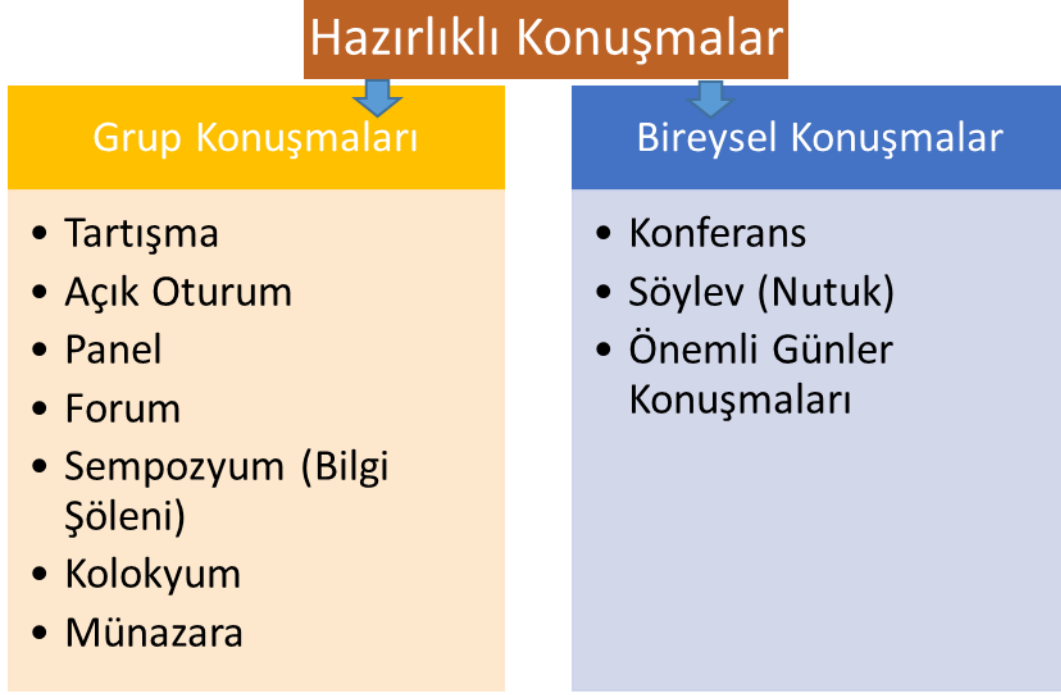 Hazırlıklı Konuşmalar
Grup Konuşmaları
• Tartışma
• Açık Oturum
• Panel
• Forum
• Sempozyum (Bilgi
Şöleni)
• Kolokyum
• Münazara
Bireysel Konuşmalar
• Konferans
• Söylev (Nutuk)
• Önemli Günler
Konuşmaları